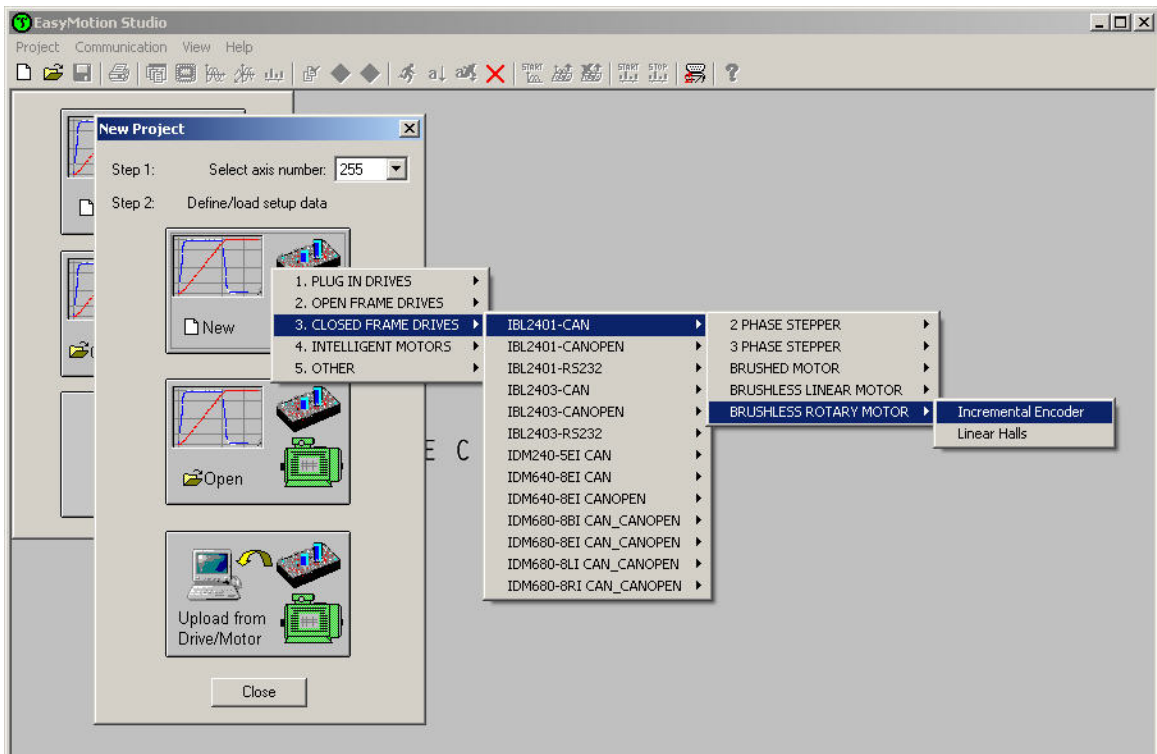 EasyMotion Studio
Project Communication View Help
START START STOP
New Project
Step 1: Select axis number: 255
Step 2: Define/load setup data
New
Open
Upload from
Drive/Motor
Close
1. PLUG IN DRIVES
2. OPEN FRAME DRIVES
3. CLOSED FRAME DRIVES
4. INTELLIGENT MOTORS
5. OTHER
IBL2401-CAN
IBL2401-CANOPEN
IBL2401-RS232
IBL2403-CAN
IBL2403-CANOPEN
IBL2403-RS232
IDM240-5EI CAN
IDM640-8EI CAN
IDM640-8EI CANOPEN
IDM680-8BI CAN_CANOPEN
IDM680-8EI CAN_CANOPEN
IDM680-8LI CAN_CANOPEN
IDM680-8RI CAN_CANOPEN
2 PHASE STEPPER
3 PHASE STEPPER
BRUSHED MOTOR
BRUSHLESS LINEAR MOTOR
BRUSHLESS ROTARY MOTOR
Incremental Encoder
Linear Halls
E C